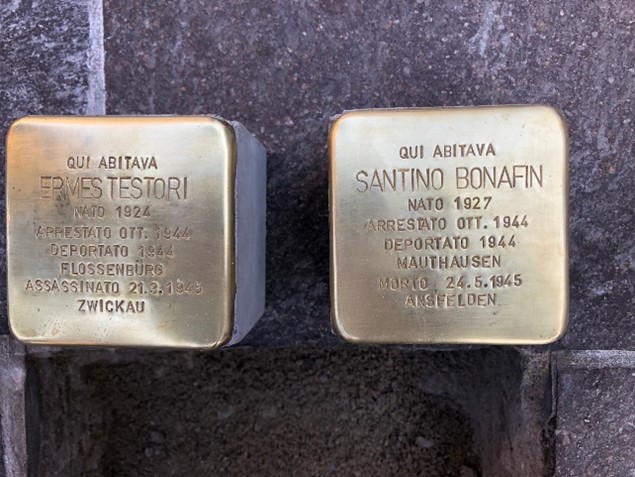 QUI ABITAVA
ERMES TESTORI
NATO 1924
ARRESTATO OTT. 1944
DEPORTATO 1944
FLOSSENBÜRG
ASSASSINATO 21.3.1945
ZWICKAU
QUI ABITAVA
SANTINO BONAFIN
NATO 1927
ARRESTATO OTT. 1944
DEPORTATO 1944
MAUTHAUSEN
MORTO 24.5.1945
ANSFELDEN